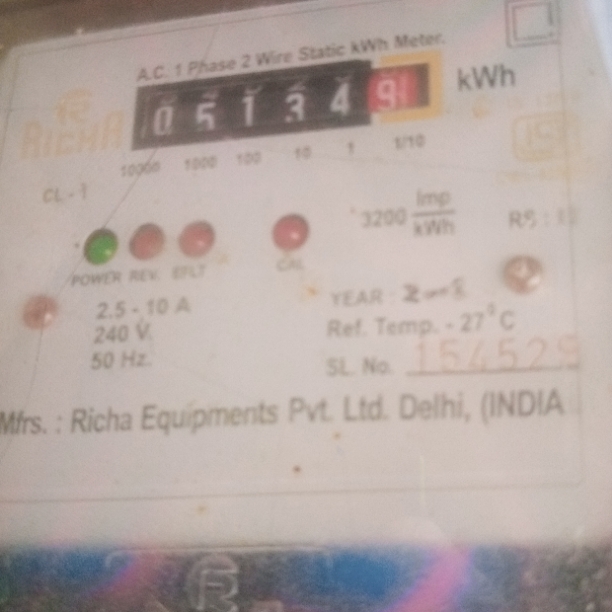 A.C. 1 Phase 2 Wire Static kWh Meter.
RICHA
0 5 1 3 4 9 kWh
10000 1000 100 10 1 1/10
CL-1
3200 Imp/kWh
POWER REV. EFLT CAL
2.5 - 10 A
240 V
50 Hz.
YEAR :
Ref. Temp. - 27°C
SL. No. 154529
Mfrs. : Richa Equipments Pvt. Ltd. Delhi, (INDIA